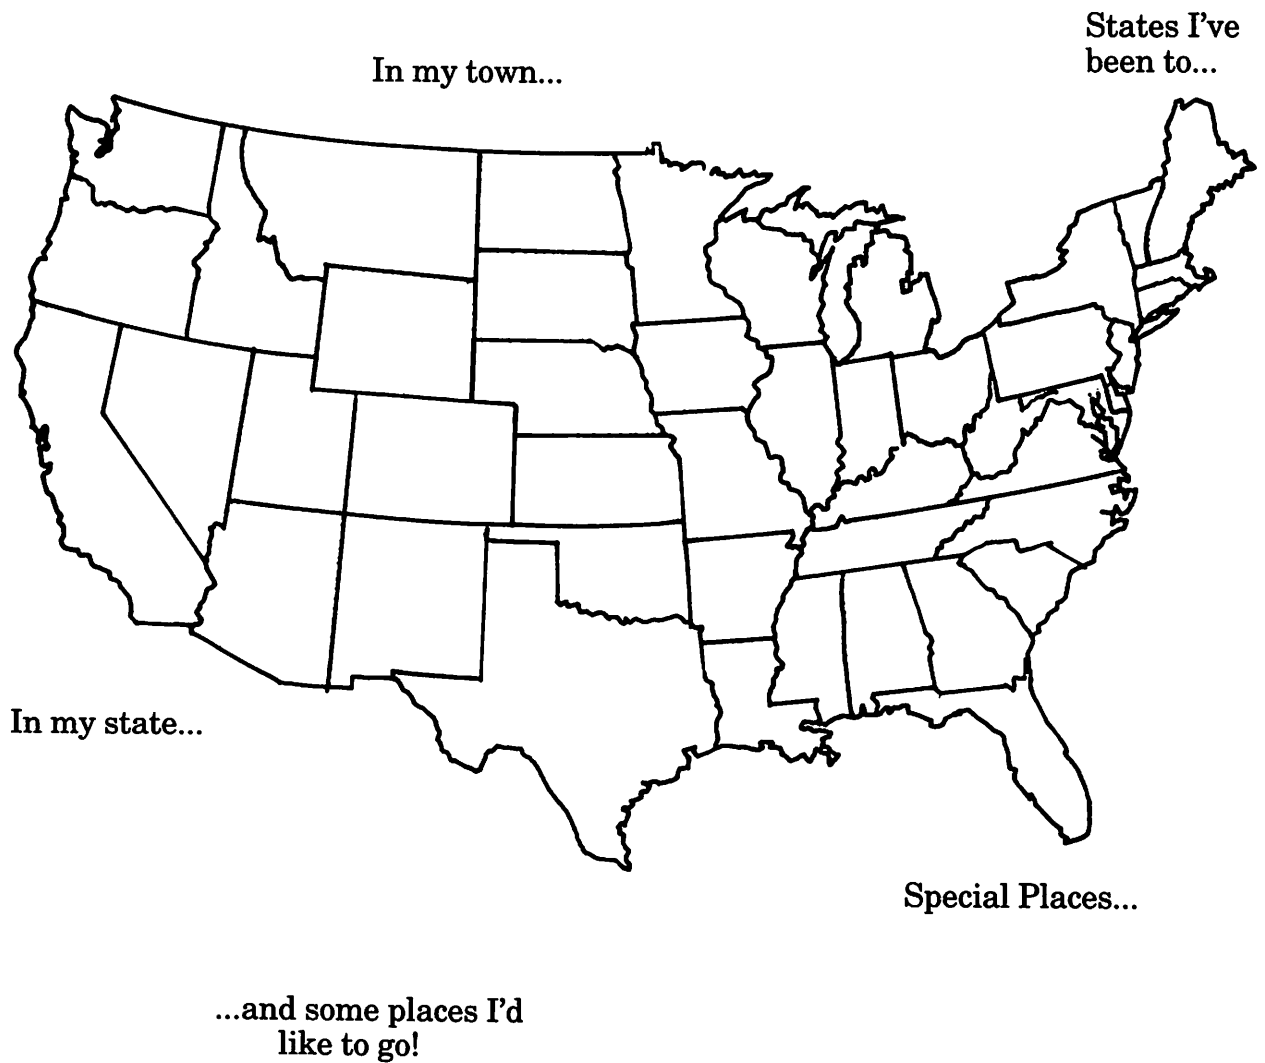 States I've
been to...
In my town...
In my state...
Special Places...
...and some places I'd
like to go!